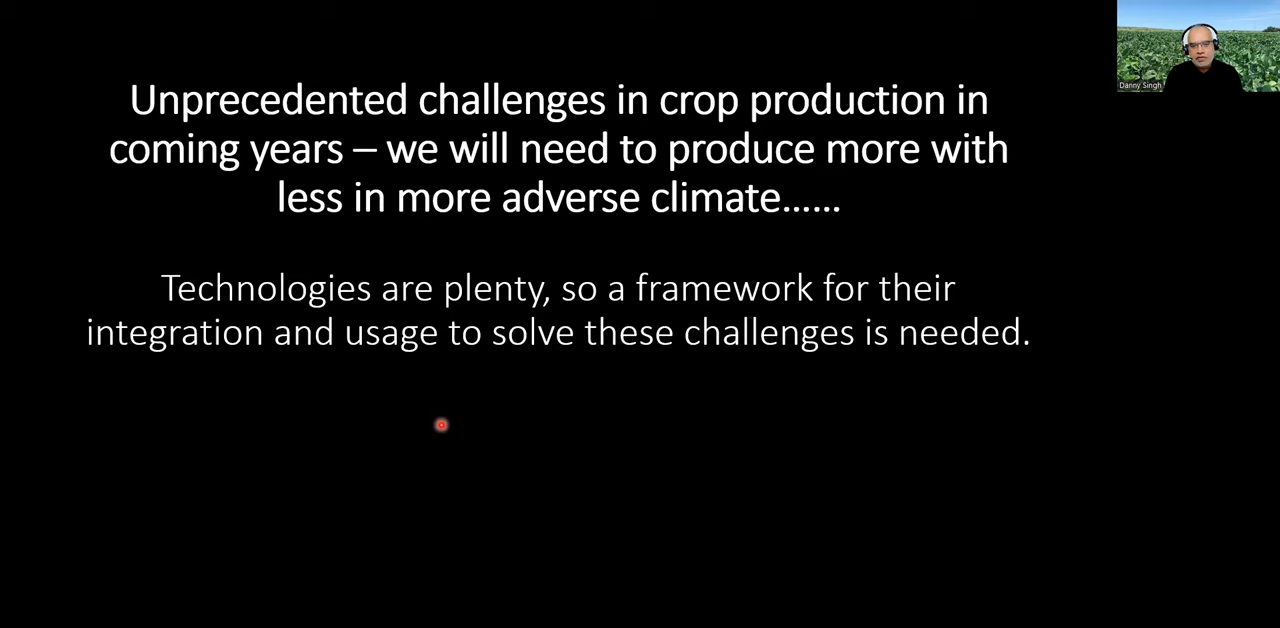 Unprecedented challenges in crop production in
coming years – we will need to produce more with
less in more adverse climate......
Technologies are plenty, so a framework for their
integration and usage to solve these challenges is needed.
Danny Singh